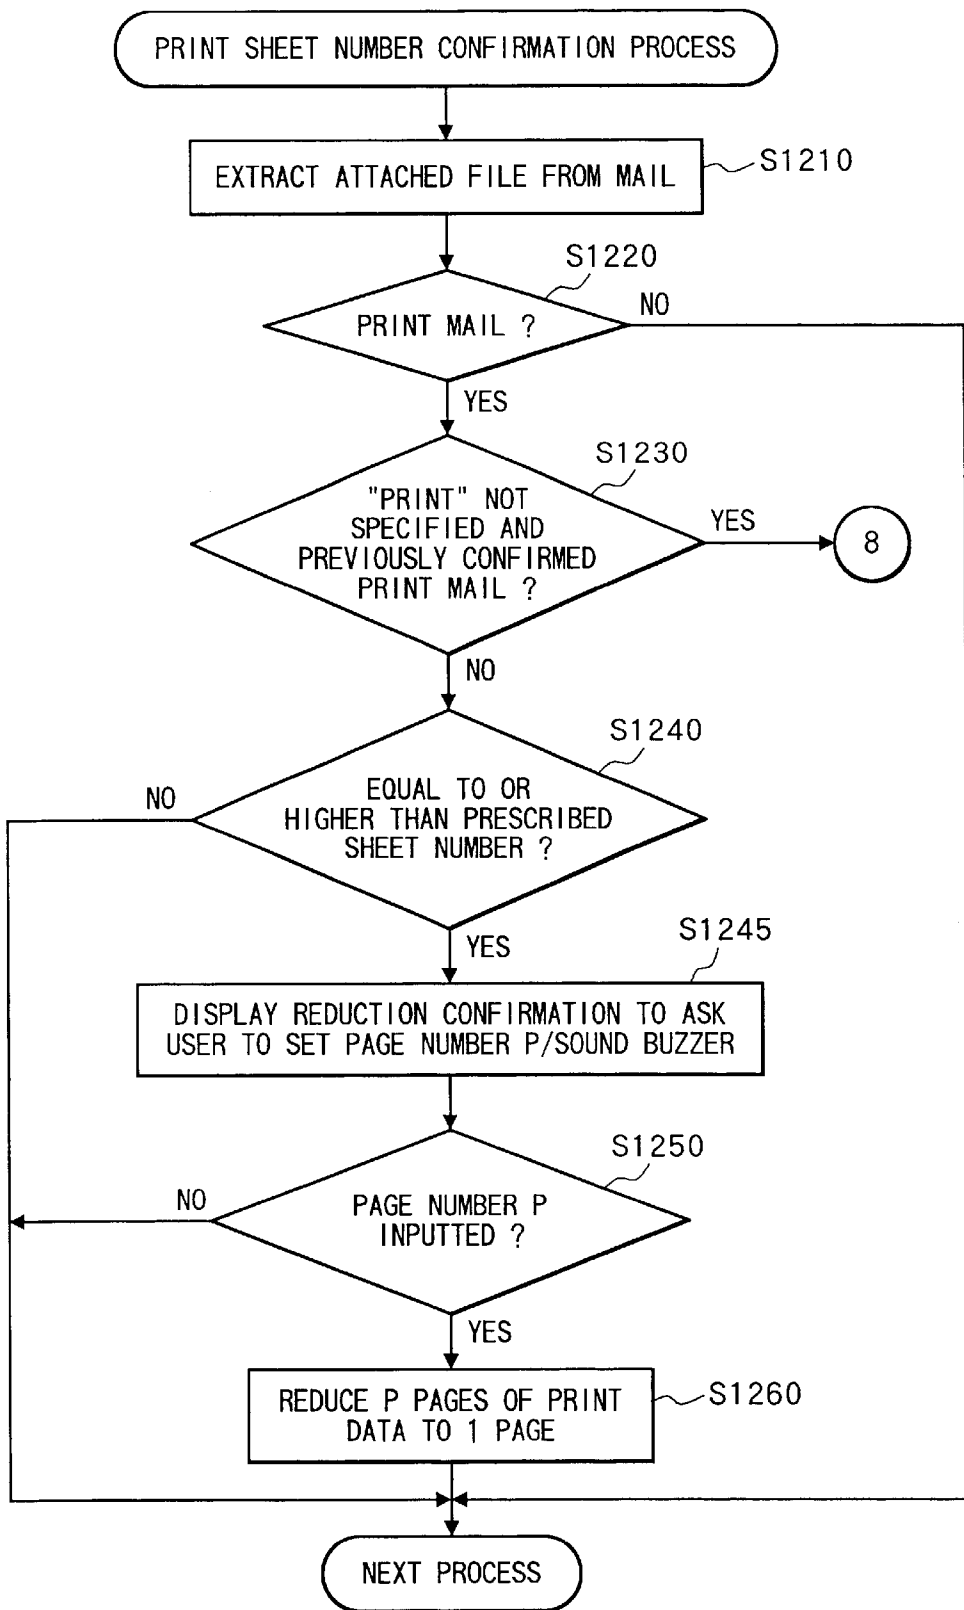 PRINT SHEET NUMBER CONFIRMATION PROCESS
EXTRACT ATTACHED FILE FROM MAIL
S1210
S1220
PRINT MAIL ?
NO
YES
S1230
"PRINT" NOT
SPECIFIED AND
PREVIOUSLY CONFIRMED
PRINT MAIL ?
YES
8
NO
S1240
EQUAL TO OR
HIGHER THAN PRESCRIBED
SHEET NUMBER ?
NO
YES
S1245
DISPLAY REDUCTION CONFIRMATION TO ASK
USER TO SET PAGE NUMBER P/SOUND BUZZER
S1250
PAGE NUMBER P
INPUTTED ?
NO
YES
REDUCE P PAGES OF PRINT
DATA TO 1 PAGE
S1260
NEXT PROCESS